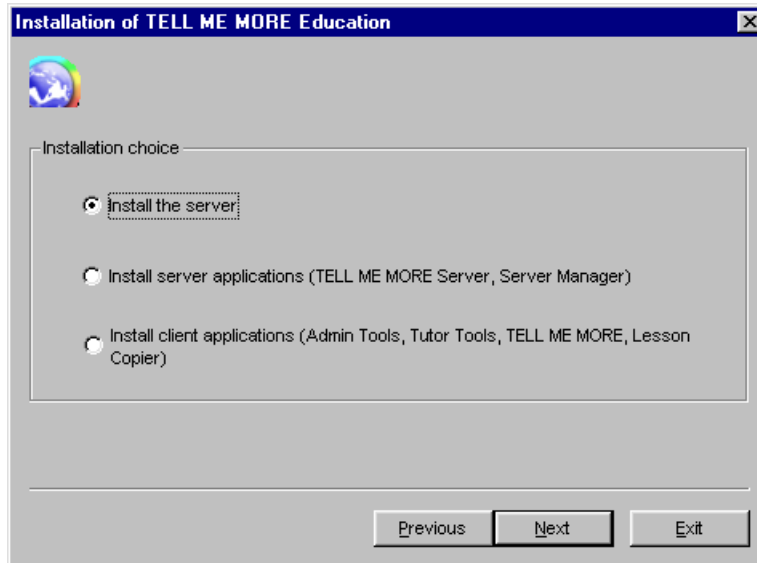 Installation of TELL ME MORE Education
Installation choice
Install the server
Install server applications (TELL ME MORE Server, Server Manager)
Install client applications (Admin Tools, Tutor Tools, TELL ME MORE, Lesson
Copier)
Previous Next Exit